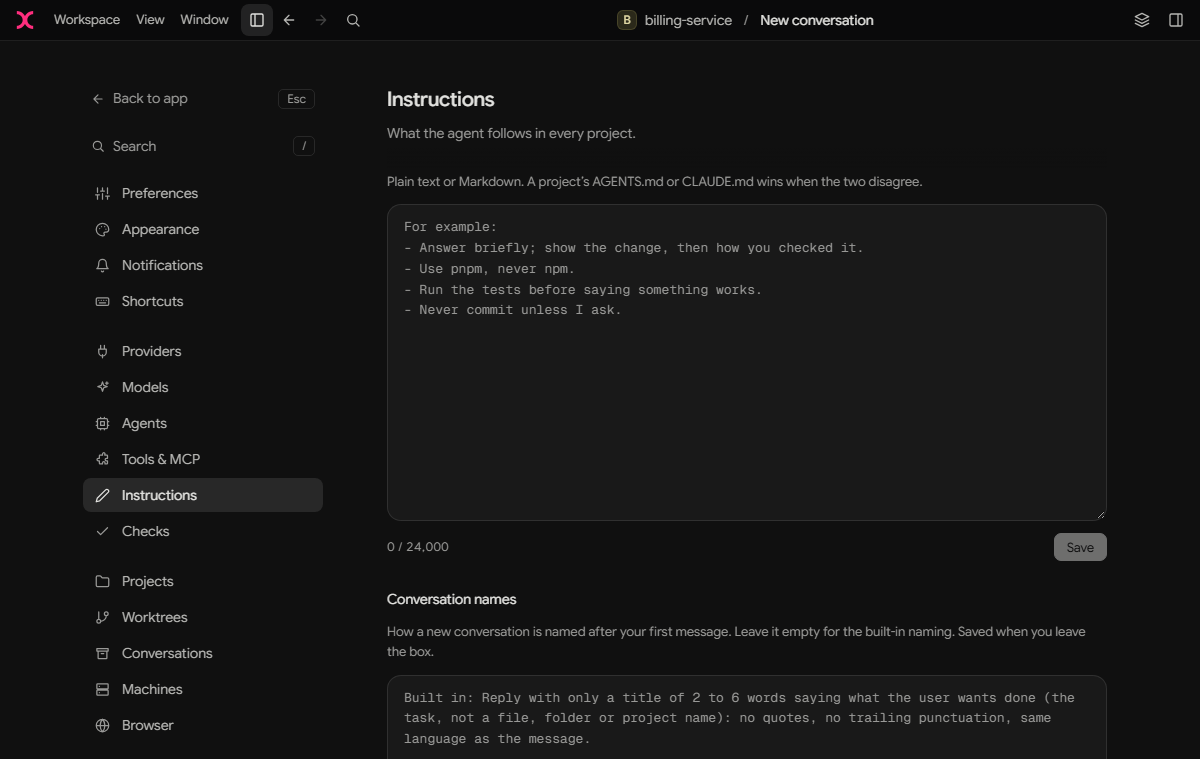 Workspace View Window
B billing-service / New conversation
Back to app Esc
Search /
Preferences
Appearance
Notifications
Shortcuts
Providers
Models
Agents
Tools & MCP
Instructions
Checks
Projects
Worktrees
Conversations
Machines
Browser
Instructions
What the agent follows in every project.
Plain text or Markdown. A project's AGENTS.md or CLAUDE.md wins when the two disagree.
For example:
- Answer briefly; show the change, then how you checked it.
- Use pnpm, never npm.
- Run the tests before saying something works.
- Never commit unless I ask.
0 / 24,000
Save
Conversation names
How a new conversation is named after your first message. Leave it empty for the built-in naming. Saved when you leave
the box.
Built in: Reply with only a title of 2 to 6 words saying what the user wants done (the
task, not a file, folder or project name): no quotes, no trailing punctuation, same
language as the message.